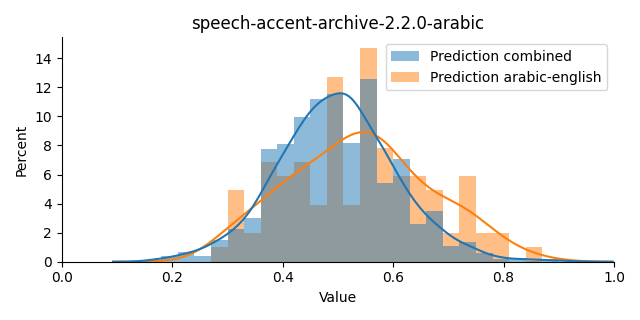 speech-accent-archive-2.2.0-arabic
Prediction combined
Prediction arabic-english
Percent
14
12
10
8
6
4
2
0
0.0 0.2 0.4 0.6 0.8 1.0
Value